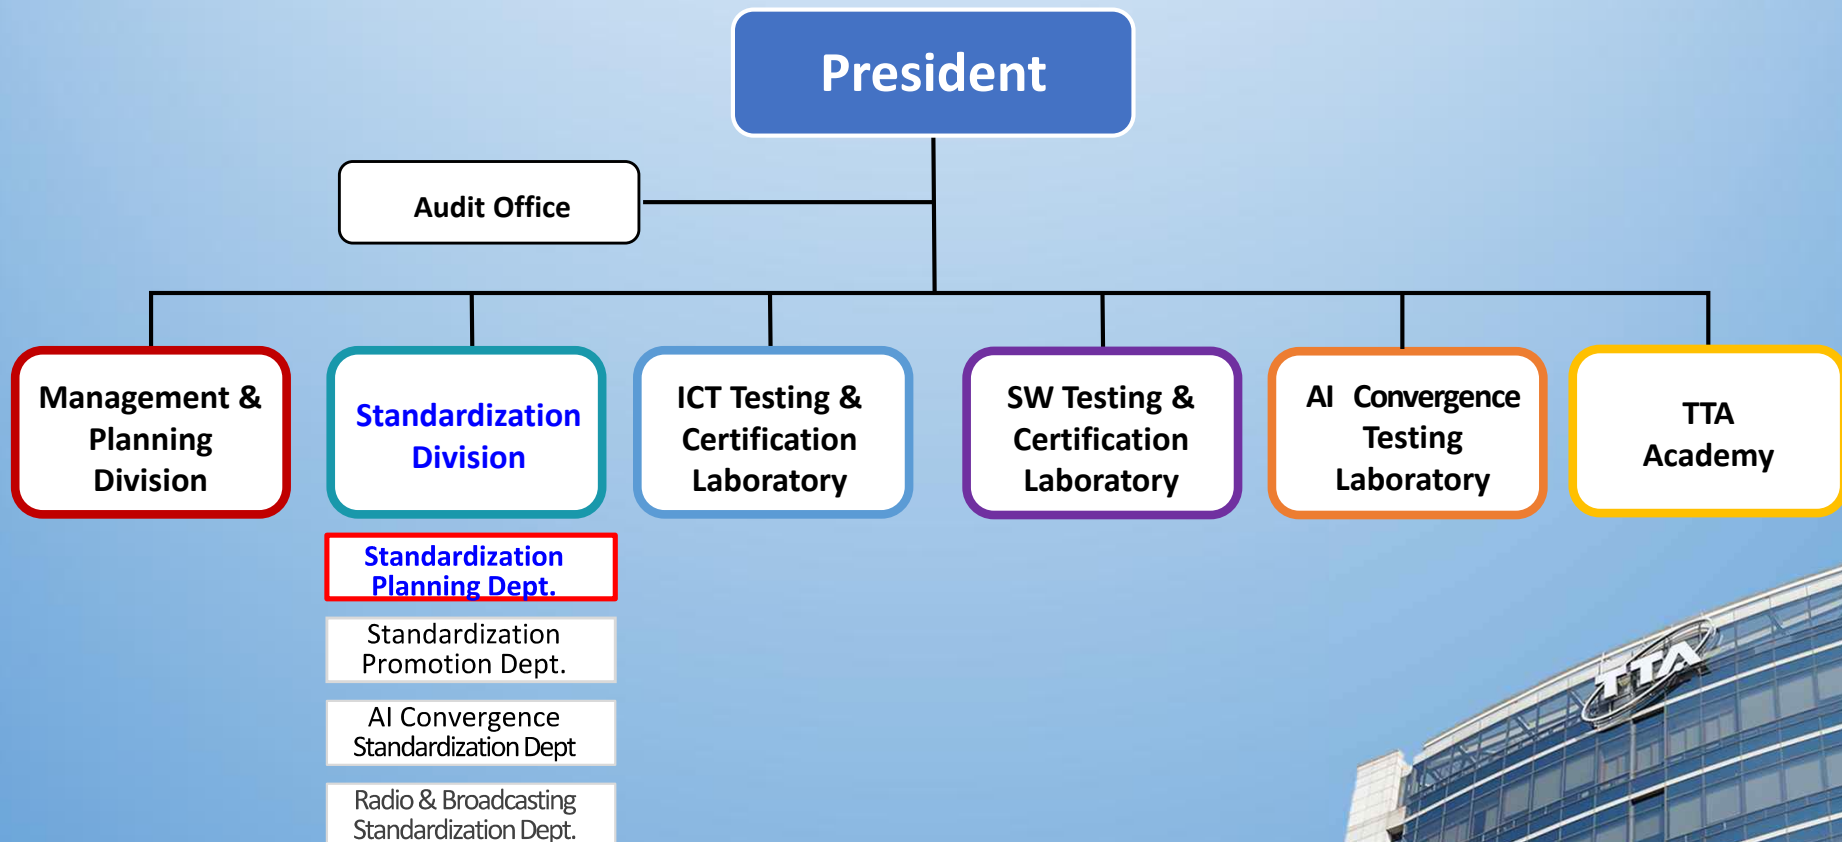 President
Audit Office
Management &
Planning
Division
Standardization
Division
ICT Testing &
Certification
Laboratory
SW Testing &
Certification
Laboratory
AI Convergence
Testing
Laboratory
TTA
Academy
Standardization
Planning Dept.
Standardization
Promotion Dept.
AI Convergence
Standardization Dept
Radio & Broadcasting
Standardization Dept.
TTA